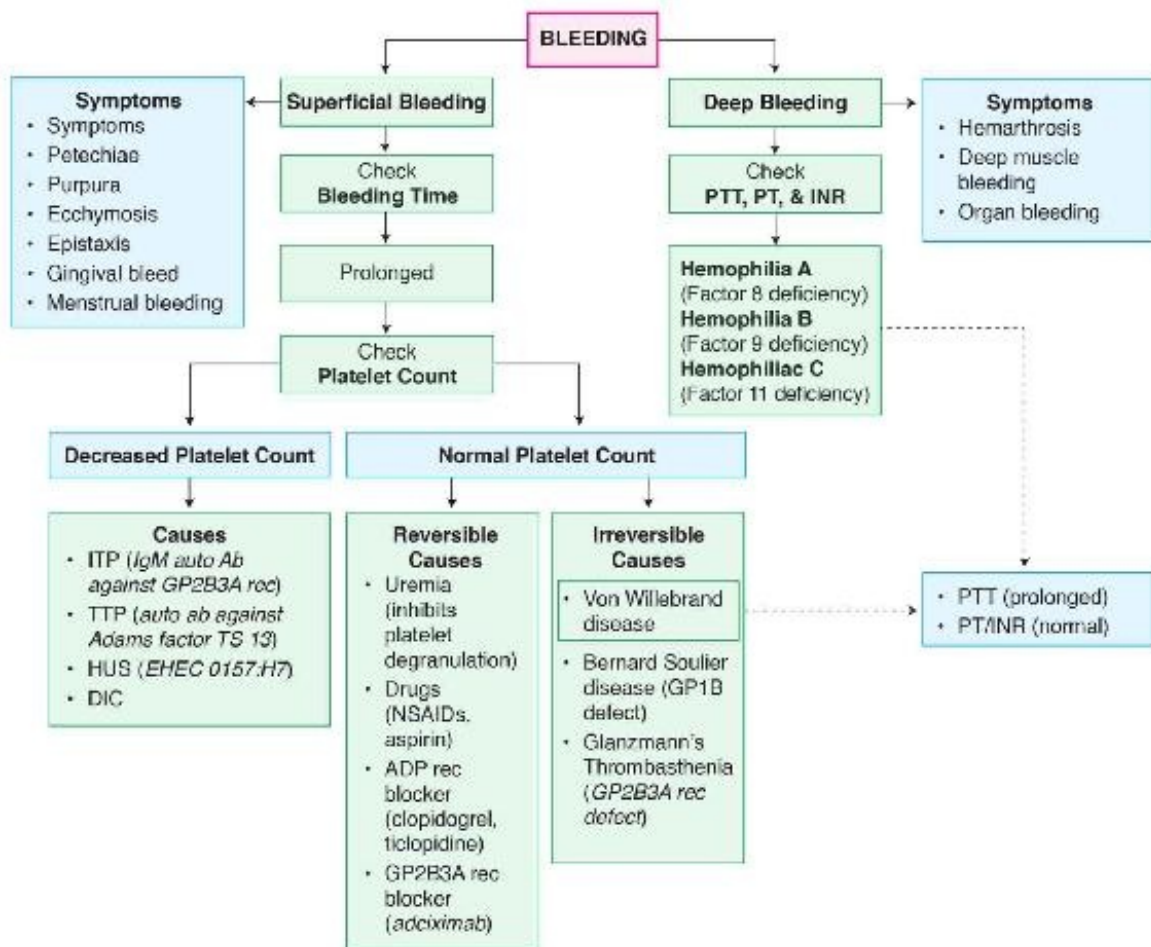 BLEEDING
Superficial Bleeding
Deep Bleeding
Symptoms
• Symptoms
• Petechiae
• Purpura
• Ecchymosis
• Epistaxis
• Gingival bleed
• Menstrual bleeding
Symptoms
• Hemarthrosis
• Deep muscle
bleeding
• Organ bleeding
Check
Bleeding Time
Check
PTT, PT, & INR
Prolonged
Hemophilia A
(Factor 8 deficiency)
Hemophilia B
(Factor 9 deficiency)
Hemophiliac C
(Factor 11 deficiency)
Check
Platelet Count
Decreased Platelet Count
Normal Platelet Count
Causes
• ITP (IgM auto Ab
against GP2B3A rec)
• TTP (auto ab against
Adams factor TS 13)
• HUS (EHEC 0157:H7)
• DIC
Reversible
Causes
• Uremia
(inhibits
platelet
degranulation)
• Drugs
(NSAIDs.
aspirin)
• ADP rec
blocker
(clopidogrel,
ticlopidine)
• GP2B3A rec
blocker
(adciximab)
Irreversible
Causes
• Von Willebrand
disease
• Bernard Soulier
disease (GP1B
defect)
• Glanzmann's
Thrombasthenia
(GP2B3A rec
defect)
• PTT (prolonged)
• PT/INR (normal)